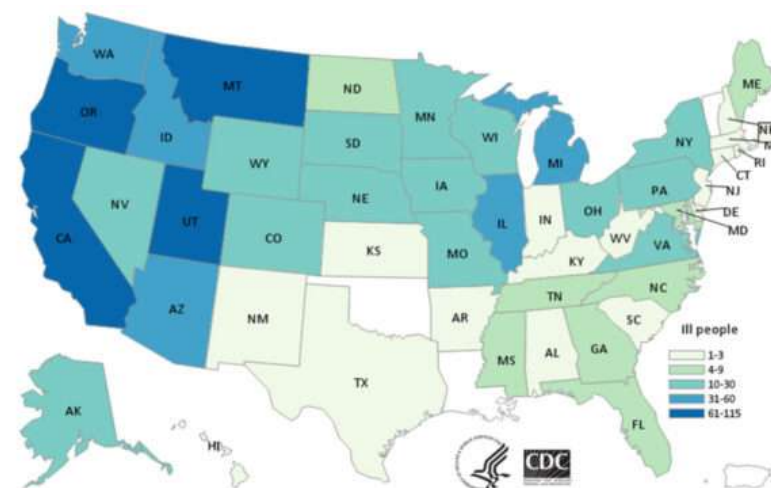 WA
MT
ND
ME
OR
MN
ID
SD
WI
NY
WY
MI
RI
CT
NV
NE
IA
PA
NJ
UT
IL
IN
OH
DE
CA
CO
WV
MD
KS
MO
KY
VA
AZ
NM
TN
NC
AR
SC
Ill people
MS
AL
GA
1-3
TX
4-9
10-30
AK
31-60
61-115
FL
HI
CDC